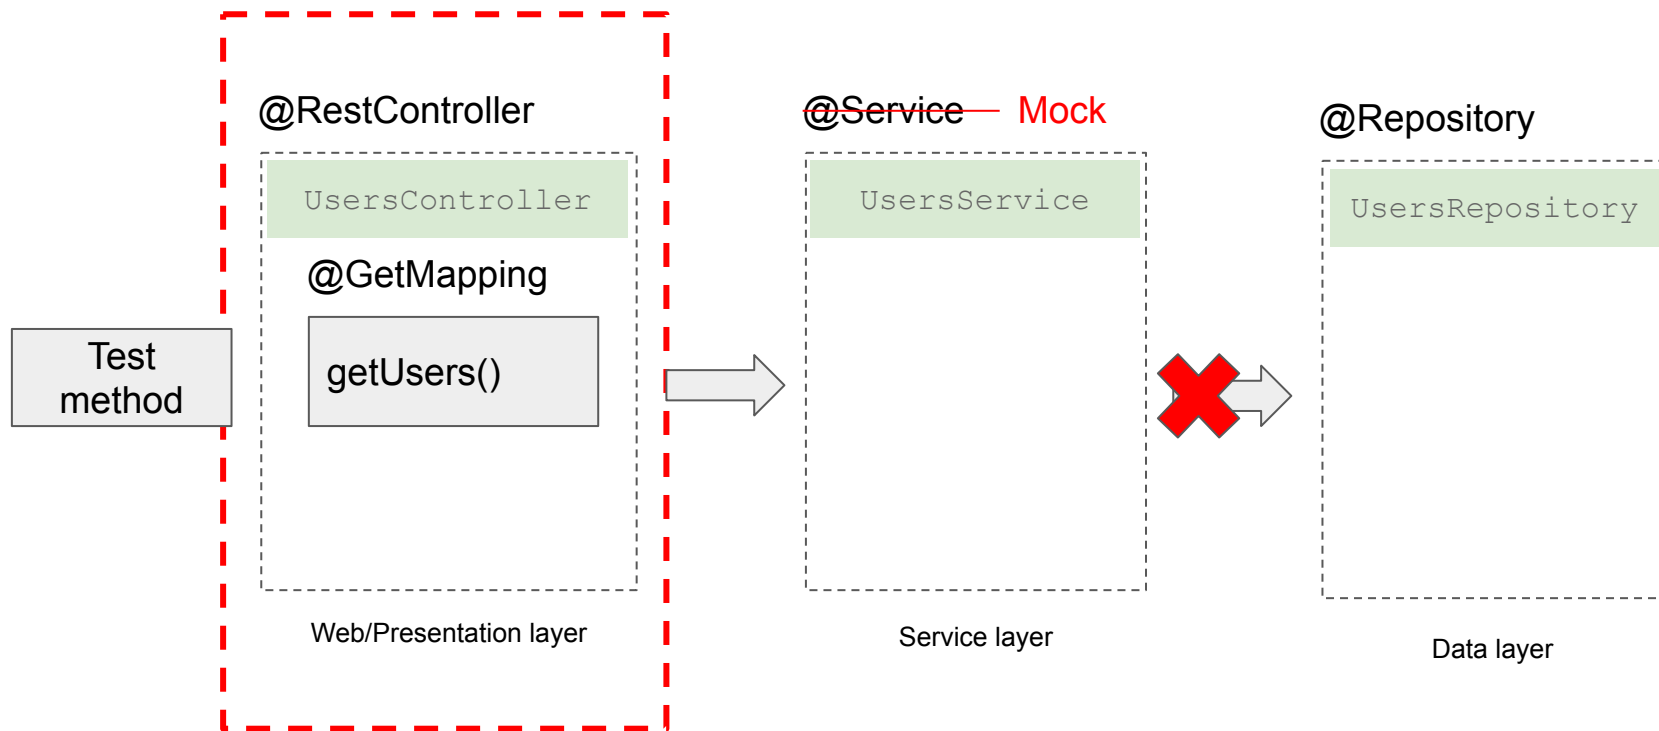 @RestController
@Service Mock
@Repository
UsersController
UsersService
UsersRepository
@GetMapping
Test
method
getUsers()
Web/Presentation layer
Service layer
Data layer